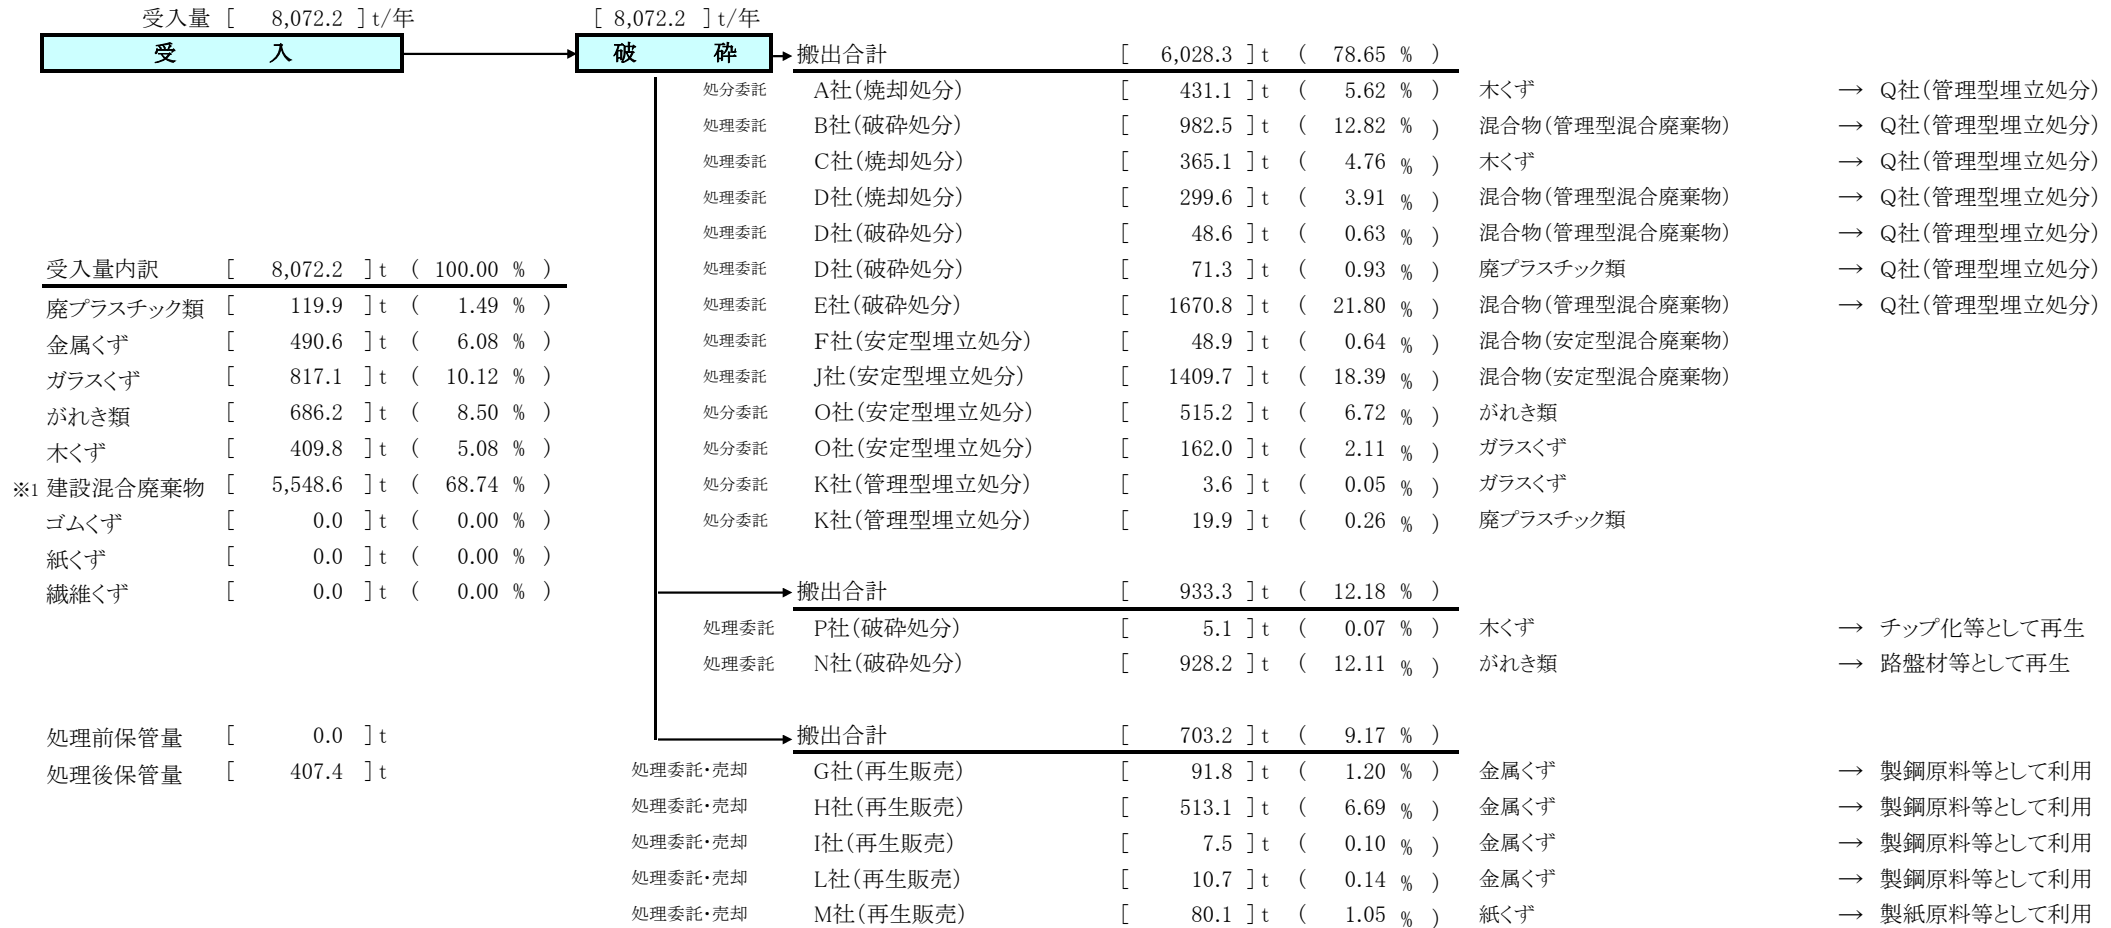 受入量 [ 8,072.2 ] t/年 [ 8,072.2 ] t/年
受 入 破 砕 搬出合計 [ 6,028.3 ] t ( 78.65 % )
処分委託 A社(焼却処分) [ 431.1 ] t ( 5.62 % ) 木くず → Q社(管理型埋立処分)
処理委託 B社(破砕処分) [ 982.5 ] t ( 12.82 % ) 混合物(管理型混合廃棄物) → Q社(管理型埋立処分)
処理委託 C社(焼却処分) [ 365.1 ] t ( 4.76 % ) 木くず → Q社(管理型埋立処分)
処理委託 D社(焼却処分) [ 299.6 ] t ( 3.91 % ) 混合物(管理型混合廃棄物) → Q社(管理型埋立処分)
処理委託 D社(破砕処分) [ 48.6 ] t ( 0.63 % ) 混合物(管理型混合廃棄物) → Q社(管理型埋立処分)
受入量内訳 [ 8,072.2 ] t ( 100.00 % ) 処理委託 D社(破砕処分) [ 71.3 ] t ( 0.93 % ) 廃プラスチック類 → Q社(管理型埋立処分)
廃プラスチック類 [ 119.9 ] t ( 1.49 % ) 処理委託 E社(破砕処分) [ 1670.8 ] t ( 21.80 % ) 混合物(管理型混合廃棄物) → Q社(管理型埋立処分)
金属くず [ 490.6 ] t ( 6.08 % ) 処理委託 F社(安定型埋立処分) [ 48.9 ] t ( 0.64 % ) 混合物(安定型混合廃棄物)
ガラスくず [ 817.1 ] t ( 10.12 % ) 処理委託 J社(安定型埋立処分) [ 1409.7 ] t ( 18.39 % ) 混合物(安定型混合廃棄物)
がれき類 [ 686.2 ] t ( 8.50 % ) 処分委託 O社(安定型埋立処分) [ 515.2 ] t ( 6.72 % ) がれき類
木くず [ 409.8 ] t ( 5.08 % ) 処分委託 O社(安定型埋立処分) [ 162.0 ] t ( 2.11 % ) ガラスくず
※1 建設混合廃棄物 [ 5,548.6 ] t ( 68.74 % ) 処分委託 K社(管理型埋立処分) [ 3.6 ] t ( 0.05 % ) ガラスくず
ゴムくず [ 0.0 ] t ( 0.00 % ) 処分委託 K社(管理型埋立処分) [ 19.9 ] t ( 0.26 % ) 廃プラスチック類
紙くず [ 0.0 ] t ( 0.00 % )
繊維くず [ 0.0 ] t ( 0.00 % ) 搬出合計 [ 933.3 ] t ( 12.18 % )
処理委託 P社(破砕処分) [ 5.1 ] t ( 0.07 % ) 木くず → チップ化等として再生
処理委託 N社(破砕処分) [ 928.2 ] t ( 12.11 % ) がれき類 → 路盤材等として再生
処理前保管量 [ 0.0 ] t 搬出合計 [ 703.2 ] t ( 9.17 % )
処理後保管量 [ 407.4 ] t 処理委託・売却 G社(再生販売) [ 91.8 ] t ( 1.20 % ) 金属くず → 製鋼原料等として利用
処理委託・売却 H社(再生販売) [ 513.1 ] t ( 6.69 % ) 金属くず → 製鋼原料等として利用
処理委託・売却 I社(再生販売) [ 7.5 ] t ( 0.10 % ) 金属くず → 製鋼原料等として利用
処理委託・売却 L社(再生販売) [ 10.7 ] t ( 0.14 % ) 金属くず → 製鋼原料等として利用
処理委託・売却 M社(再生販売) [ 80.1 ] t ( 1.05 % ) 紙くず → 製紙原料等として利用